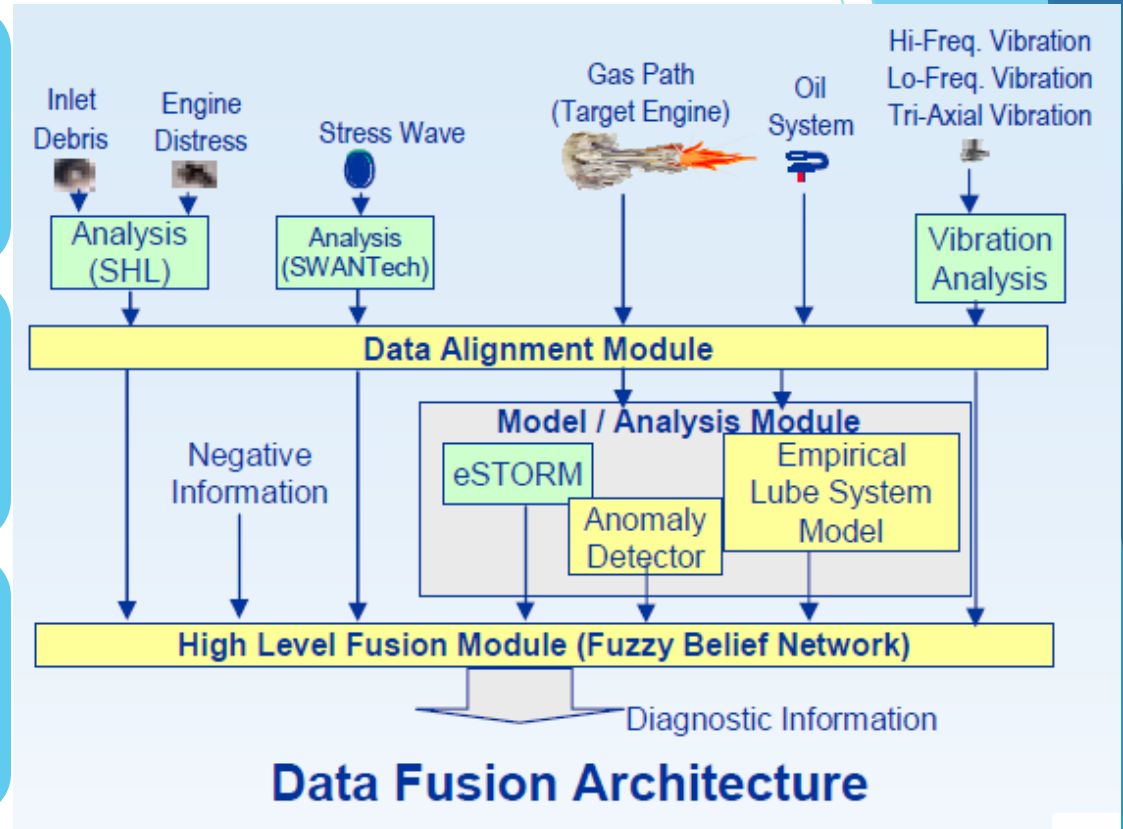 Inlet
Debris
Engine
Distress
Stress Wave
Gas Path
(Target Engine)
Oil
System
Hi-Freq. Vibration
Lo-Freq. Vibration
Tri-Axial Vibration
Analysis
(SHL)
Analysis
(SWANTech)
Vibration
Analysis
Data Alignment Module
Model / Analysis Module
Negative
Information
eSTORM
Anomaly
Detector
Empirical
Lube System
Model
High Level Fusion Module (Fuzzy Belief Network)
Diagnostic Information
Data Fusion Architecture